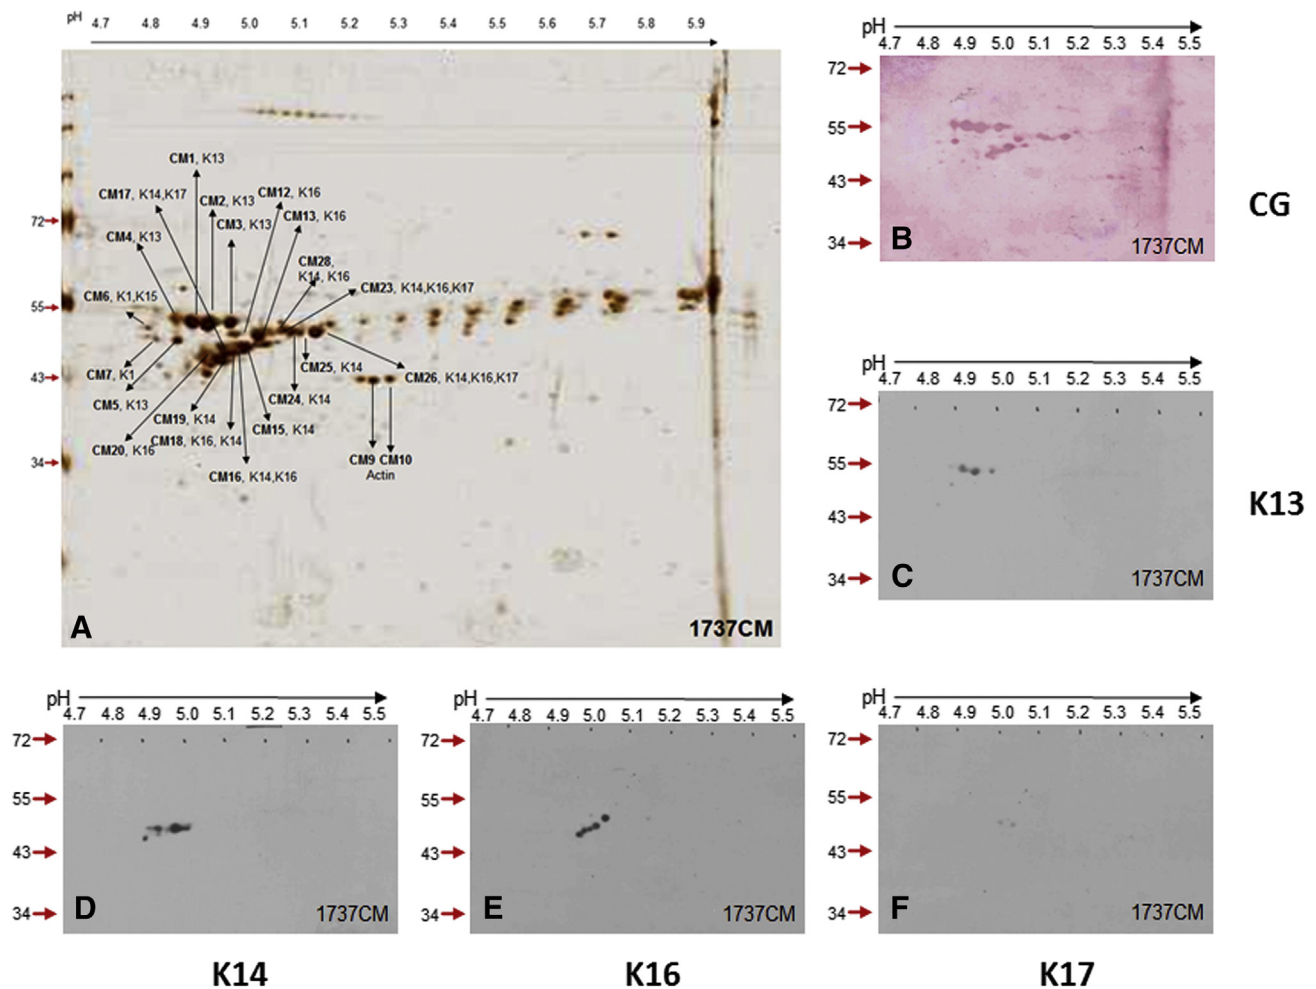 pH 4.7 4.8 4.9 5.0 5.1 5.2 5.3 5.4 5.5 5.6 5.7 5.8 5.9
CM1, K13
CM17, K14,K17
CM2, K13
CM12, K16
CM3, K13
CM13, K16
72
CM4, K13
CM28,
K14, K16
CM23, K14,K16,K17
CM6, K1,K15
55
CM7, K1
CM25, K14
43
CM26, K14,K16,K17
CM5, K13
CM24, K14
CM19, K14
CM15, K14
CM20, K16
CM18, K16, K14
34
CM9 CM10
Actin
CM16, K14,K16
A
1737CM
pH
4.7 4.8 4.9 5.0 5.1 5.2 5.3 5.4 5.5
72
55
43
34
B
1737CM
CG
pH
4.7 4.8 4.9 5.0 5.1 5.2 5.3 5.4 5.5
72
55
43
34
C
1737CM
K13
pH
4.7 4.8 4.9 5.0 5.1 5.2 5.3 5.4 5.5
72
55
43
34
D
1737CM
K14
pH
4.7 4.8 4.9 5.0 5.1 5.2 5.3 5.4 5.5
72
55
43
34
E
1737CM
K16
pH
4.7 4.8 4.9 5.0 5.1 5.2 5.3 5.4 5.5
72
55
43
34
F
1737CM
K17